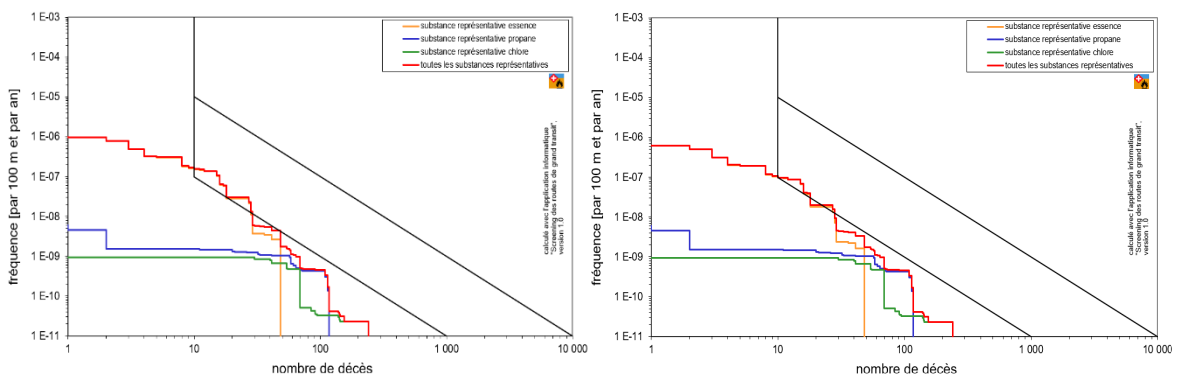 fréquence [par 100 m et par an]
1 E-03
1 E-04
1 E-05
1 E-06
1 E-07
1 E-08
1 E-09
1 E-10
1 E-11
1
10
100
1 000
10 000
nombre de décès
substance représentative essence
substance représentative propane
substance représentative chlore
toutes les substances représentatives
calculé avec l'application informatique
"Screening des routes de grand transit",
version 1.0
fréquence [par 100 m et par an]
1 E-03
1 E-04
1 E-05
1 E-06
1 E-07
1 E-08
1 E-09
1 E-10
1 E-11
1
10
100
1 000
10 000
nombre de décès
substance représentative essence
substance représentative propane
substance représentative chlore
toutes les substances représentatives
calculé avec l'application informatique
"Screening des routes de grand transit",
version 1.0